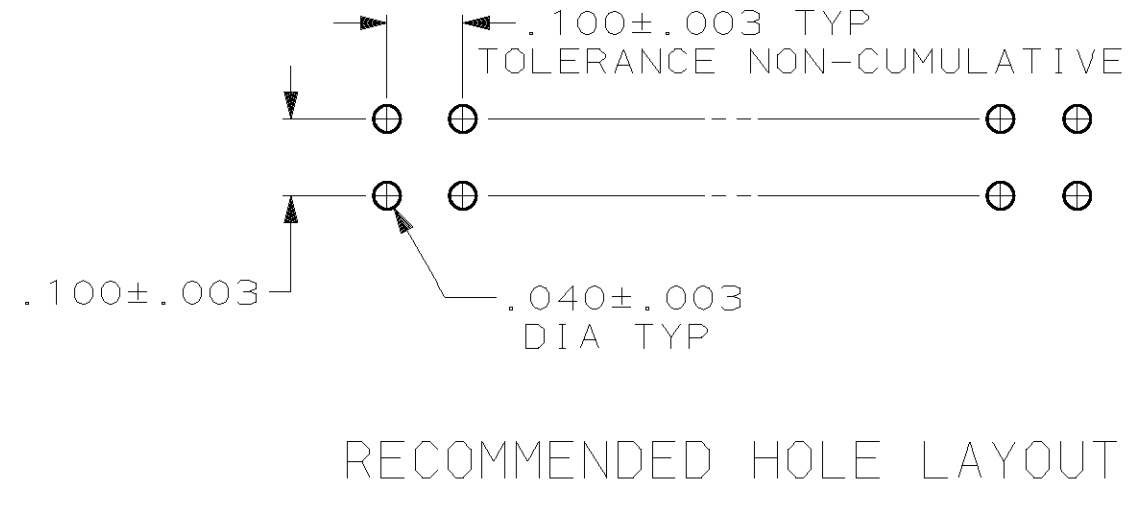 .100±.003 TYP
TOLERANCE NON-CUMULATIVE
.100±.003
.040±.003
DIA TYP
RECOMMENDED HOLE LAYOUT